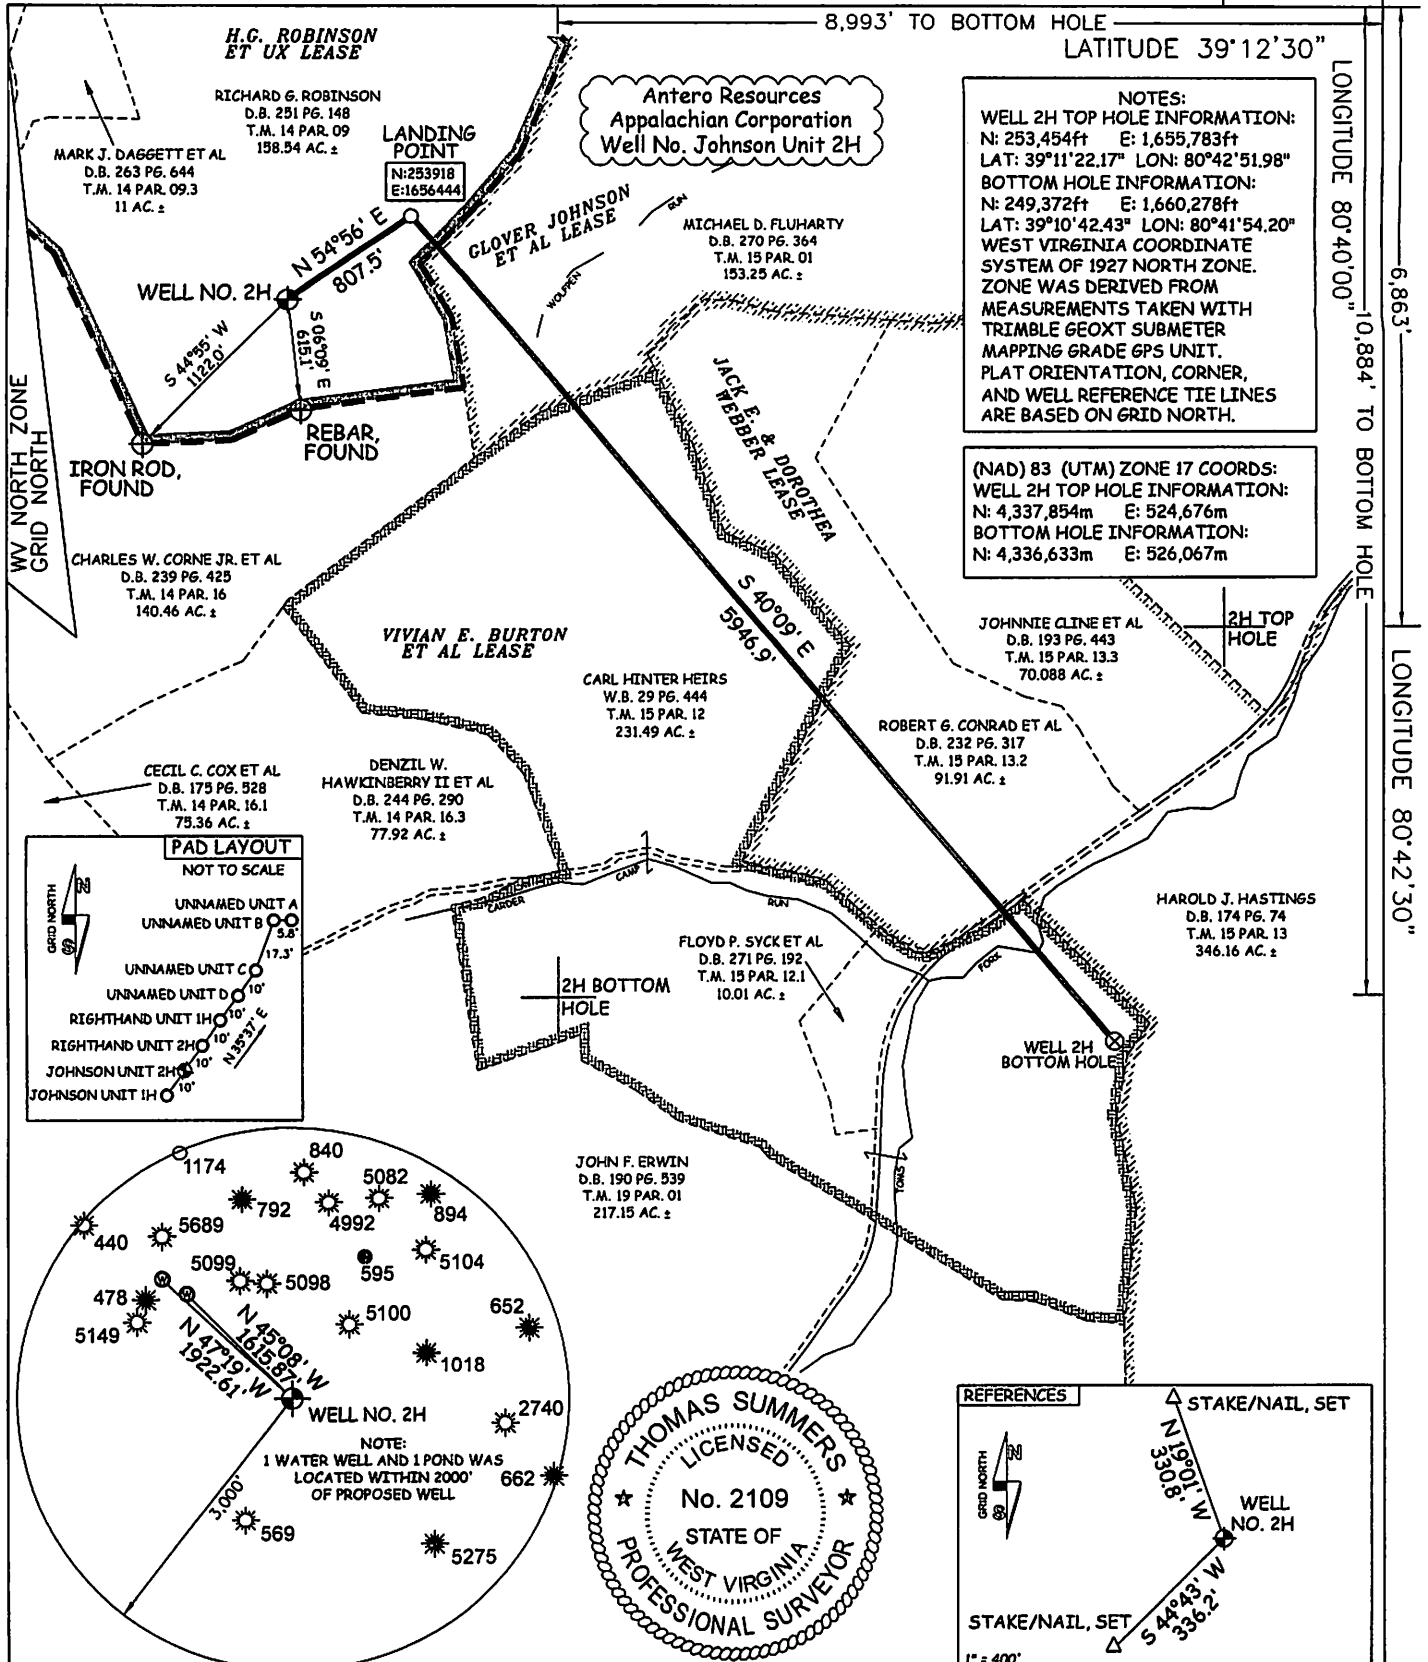 8,993' TO BOTTOM HOLE
LATITUDE 39°12'30"
LONGITUDE 80°40'00"
10,884' TO BOTTOM HOLE
6,863'
LONGITUDE 80°42'30"
H.G. ROBINSON
ET UX LEASE
RICHARD G. ROBINSON
D.B. 251 PG. 148
T.M. 14 PAR. 09
158.54 AC. ±
MARK J. DAGGETT ET AL
D.B. 263 PG. 644
T.M. 14 PAR. 09.3
11 AC. ±
LANDING
POINT
N:253918
E:1656444
Antero Resources
Appalachian Corporation
Well No. Johnson Unit 2H
NOTES:
WELL 2H TOP HOLE INFORMATION:
N: 253,454ft E: 1,655,783ft
LAT: 39°11'22.17" LON: 80°42'51.98"
BOTTOM HOLE INFORMATION:
N: 249,372ft E: 1,660,278ft
LAT: 39°10'42.43" LON: 80°41'54.20"
WEST VIRGINIA COORDINATE
SYSTEM OF 1927 NORTH ZONE.
ZONE WAS DERIVED FROM
MEASUREMENTS TAKEN WITH
TRIMBLE GEOXT SUBMETER
MAPPING GRADE GPS UNIT.
PLAT ORIENTATION, CORNER,
AND WELL REFERENCE TIE LINES
ARE BASED ON GRID NORTH.
GLOVER JOHNSON
ET AL LEASE
WOLFPEN
RUN
MICHAEL D. FLUHARTY
D.B. 270 PG. 364
T.M. 15 PAR. 01
153.25 AC. ±
N 54°56' E
807.5'
WELL NO. 2H
S 44°55' W
1122.0'
S 06°09' E
615.1'
REBAR,
FOUND
IRON ROD,
FOUND
WV NORTH ZONE
GRID NORTH
JACK E. & DOROTHEA
WEBBER LEASE
(NAD) 83 (UTM) ZONE 17 COORDS:
WELL 2H TOP HOLE INFORMATION:
N: 4,337,854m E: 524,676m
BOTTOM HOLE INFORMATION:
N: 4,336,633m E: 526,067m
CHARLES W. CORNE JR. ET AL
D.B. 239 PG. 425
T.M. 14 PAR. 16
140.46 AC. ±
VIVIAN E. BURTON
ET AL LEASE
S 40°09' E
5946.9'
JOHNNIE CLINE ET AL
D.B. 193 PG. 443
T.M. 15 PAR. 13.3
70.088 AC. ±
2H TOP
HOLE
CARL HINTER HEIRS
W.B. 29 PG. 444
T.M. 15 PAR. 12
231.49 AC. ±
ROBERT G. CONRAD ET AL
D.B. 232 PG. 317
T.M. 15 PAR. 13.2
91.91 AC. ±
CECIL C. COX ET AL
D.B. 175 PG. 528
T.M. 14 PAR. 16.1
75.36 AC. ±
DENZIL W.
HAWKINBERRY II ET AL
D.B. 244 PG. 290
T.M. 14 PAR. 16.3
77.92 AC. ±
CARDER
CAMP
RUN
HAROLD J. HASTINGS
D.B. 174 PG. 74
T.M. 15 PAR. 13
346.16 AC. ±
FLOYD P. SYCK ET AL
D.B. 271 PG. 192
T.M. 15 PAR. 12.1
10.01 AC. ±
FORK
2H BOTTOM
HOLE
WELL 2H
BOTTOM HOLE
TOMS
JOHN F. ERWIN
D.B. 190 PG. 539
T.M. 19 PAR. 01
217.15 AC. ±
PAD LAYOUT
NOT TO SCALE
GRID NORTH
N
S
UNNAMED UNIT A
UNNAMED UNIT B
5.8'
17.3'
UNNAMED UNIT C
10'
UNNAMED UNIT D
10'
RIGHTHAND UNIT 1H
10'
RIGHTHAND UNIT 2H
10'
JOHNSON UNIT 2H
10'
JOHNSON UNIT 1H
N 35°37' E
1174
840
5082
792
4992
894
440
5689
5104
5099
5098
595
478
5149
5100
652
1018
N 45°08' W
1615.87'
N 47°19' W
1922.61'
WELL NO. 2H
2740
NOTE:
1 WATER WELL AND 1 POND WAS
LOCATED WITHIN 2000'
OF PROPOSED WELL
662
3,000'
569
5275
THOMAS SUMMERS
LICENSED
No. 2109
STATE OF
WEST VIRGINIA
PROFESSIONAL SURVEYOR
REFERENCES
STAKE/NAIL, SET
GRID NORTH
N
S
N 19°01' W
330.8'
WELL
NO. 2H
S 44°43' W
336.2'
STAKE/NAIL, SET
1" = 400'